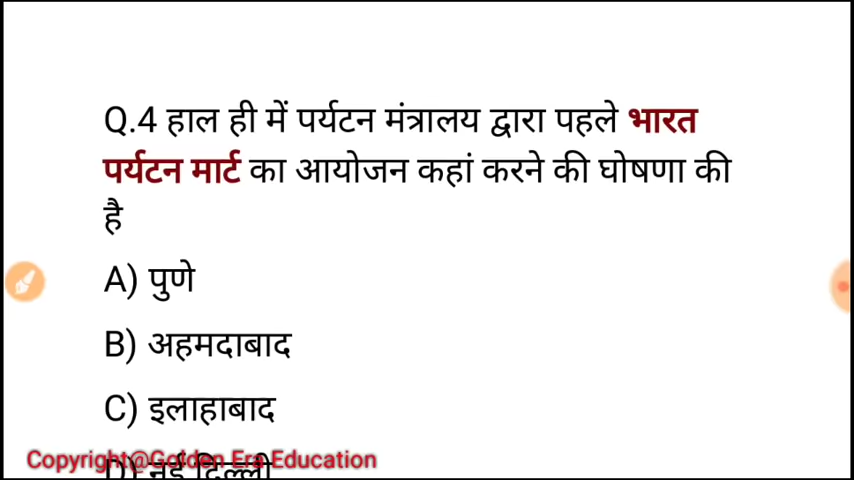 Q.4 हाल ही में पर्यटन मंत्रालय द्वारा पहले भारत
पर्यटन मार्ट का आयोजन कहां करने की घोषणा की
है
A) पुणे
B) अहमदाबाद
C) इलाहाबाद
D) नई दिल्ली
Copyright@Golden Era Education